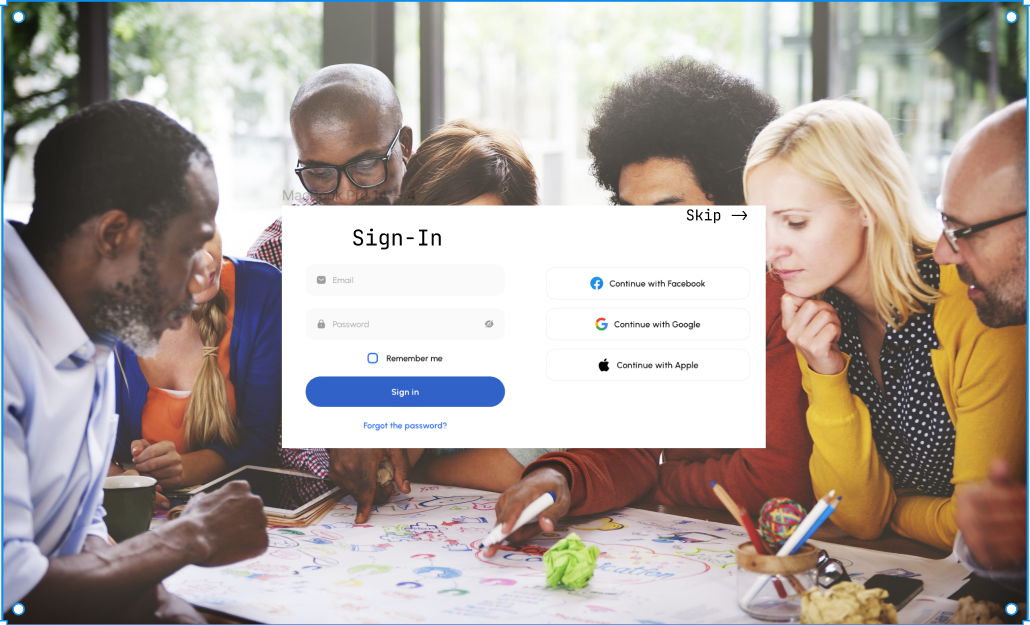 Skip →
Sign-In
Email
Password
Remember me
Sign in
Forgot the password?
Continue with Facebook
Continue with Google
Continue with Apple